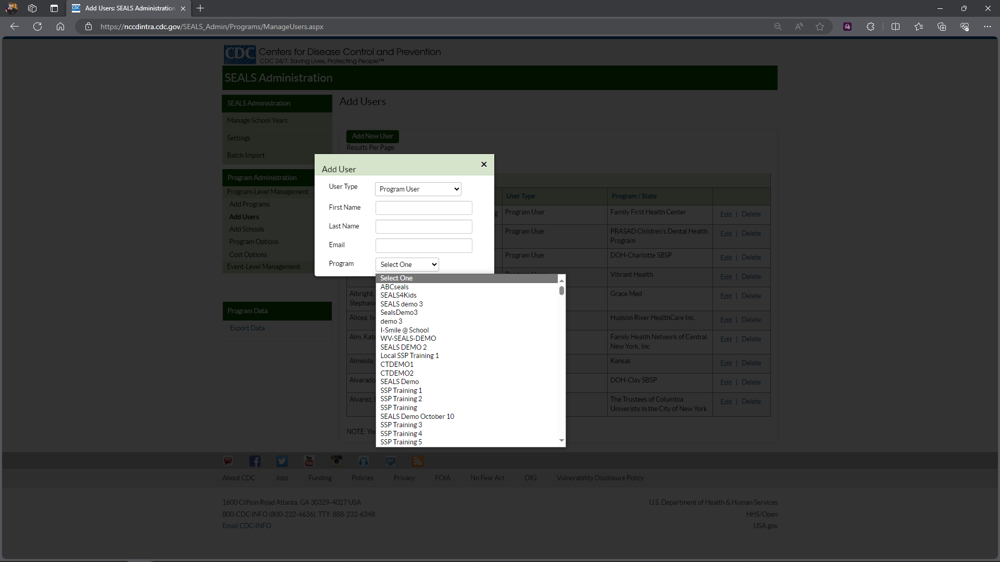 Add Users: SEALS Administration
https://nccdintra.cdc.gov/SEALS_Admin/Programs/ManageUsers.aspx
CDC Centers for Disease Control and Prevention
CDC 24/7: Saving Lives, Protecting People™
SEALS Administration
SEALS Administration
Manage School Years
Settings
Batch Import
Program Administration
Program-Level Management
Add Programs
Add Users
Add Schools
Program Options
Cost Options
Event-Level Management
Program Data
Export Data
Add Users
Add New User
Results Per Page:
Add User
User Type
Program User
First Name
Last Name
Email
Program
Select One
Select One
ABCseals
SEALS4Kids
SEALS demo 3
SealsDemo3
demo 3
I-Smile @ School
WV-SEALS-DEMO
SEALS DEMO 2
Local SSP Training 1
CTDEMO1
CTDEMO2
SEALS Demo
SSP Training 1
SSP Training 2
SSP Training
SEALS Demo October 10
SSP Training 3
SSP Training 4
SSP Training 5
User Type Program / State
Program User Family First Health Center Edit | Delete
Program User PRASAD Children's Dental Health
Program Edit | Delete
Program User DOH-Charlotte SBSP Edit | Delete
Vibrant Health Edit | Delete
Albright, Grace Med Edit | Delete
Stephani
Alicea, Iv Hudson River HealthCare Inc. Edit | Delete
Alm, Kate Family Health Network of Central
New York, Inc Edit | Delete
Almeida, Kansas Edit | Delete
Alvarado DOH-Clay SBSP Edit | Delete
Alvarez, The Trustees of Columbia
Univeristy in the City of New York Edit | Delete
NOTE: You
About CDC Jobs Funding Policies Privacy FOIA No Fear Act OIG Vulnerability Disclosure Policy
1600 Clifton Road Atlanta, GA 30329-4027 USA
800-CDC-INFO (800-232-4636), TTY: 888-232-6348
Email CDC-INFO
U.S. Department of Health & Human Services
HHS/Open
USA.gov